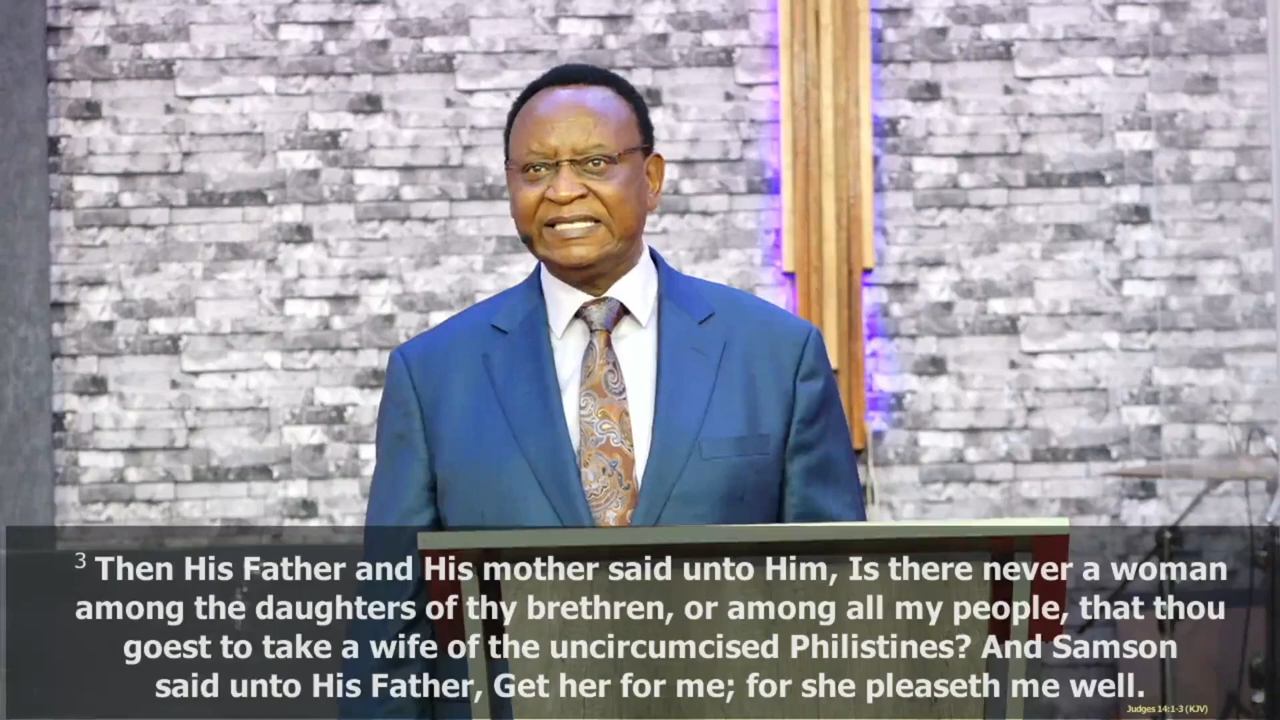 3 Then His Father and His mother said unto Him, Is there never a woman
among the daughters of thy brethren, or among all my people, that thou
goest to take a wife of the uncircumcised Philistines? And Samson
said unto His Father, Get her for me; for she pleaseth me well.
Judges 14:1-3 (KJV)